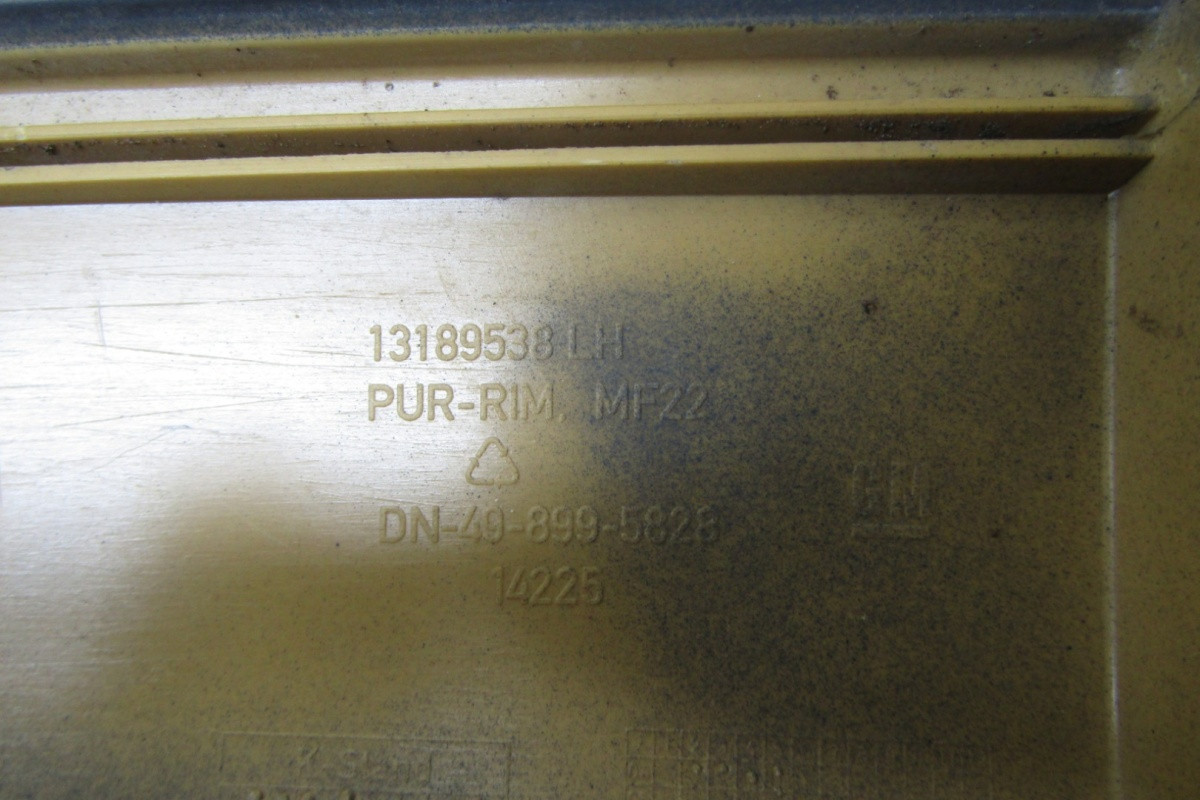 13189538 LH
PUR-RIM, MF22
DN-49-899-5828
GM
14225